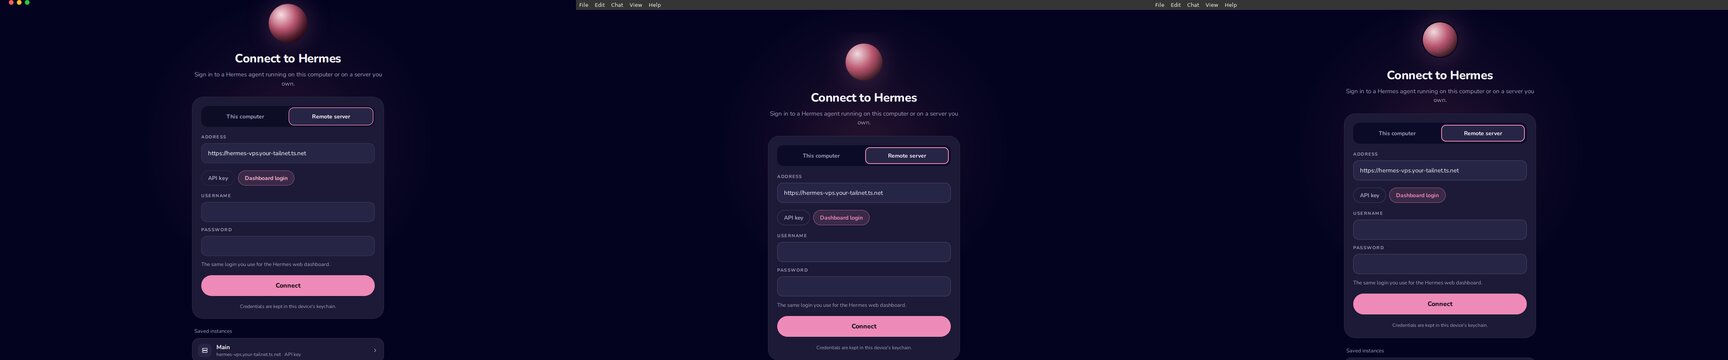 Connect to Hermes
Sign in to a Hermes agent running on this computer or on a server you
own.
This computer
Remote server
ADDRESS
https://hermes-vps.your-tailnet.ts.net
API key
Dashboard login
USERNAME
PASSWORD
The same login you use for the Hermes web dashboard.
Connect
Credentials are kept in this device's keychain.
Saved instances
Main
hermes-vps.your-tailnet.ts.net · API key
File Edit Chat View Help
Connect to Hermes
Sign in to a Hermes agent running on this computer or on a server you
own.
This computer
Remote server
ADDRESS
https://hermes-vps.your-tailnet.ts.net
API key
Dashboard login
USERNAME
PASSWORD
The same login you use for the Hermes web dashboard.
Connect
Credentials are kept in this device's keychain.
File Edit Chat View Help
Connect to Hermes
Sign in to a Hermes agent running on this computer or on a server you
own.
This computer
Remote server
ADDRESS
https://hermes-vps.your-tailnet.ts.net
API key
Dashboard login
USERNAME
PASSWORD
The same login you use for the Hermes web dashboard.
Connect
Credentials are kept in this device's keychain.
Saved instances